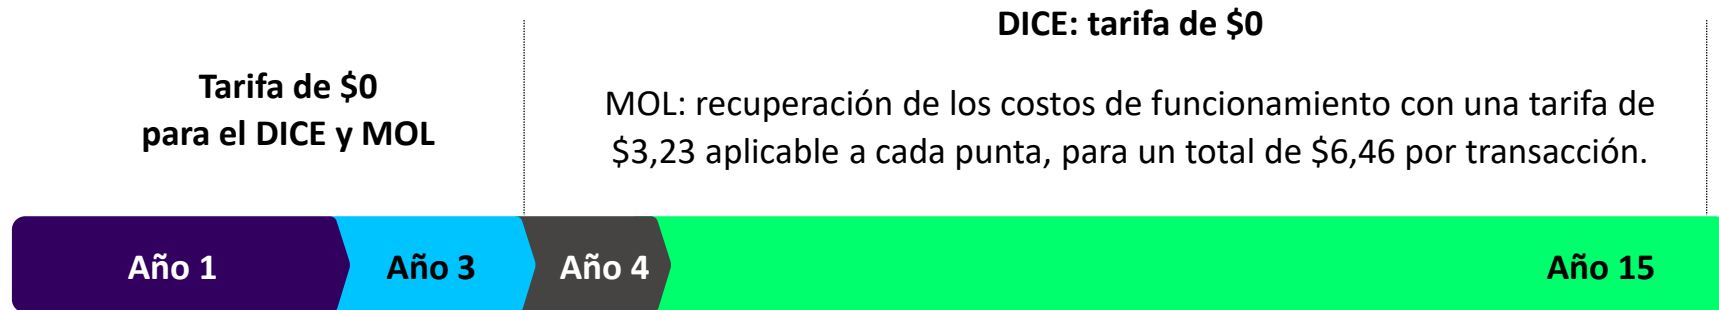 Tarifa de $0
para el DICE y MOL
DICE: tarifa de $0
MOL: recuperación de los costos de funcionamiento con una tarifa de
$3,23 aplicable a cada punta, para un total de $6,46 por transacción.
Año 1
Año 3
Año 4
Año 15